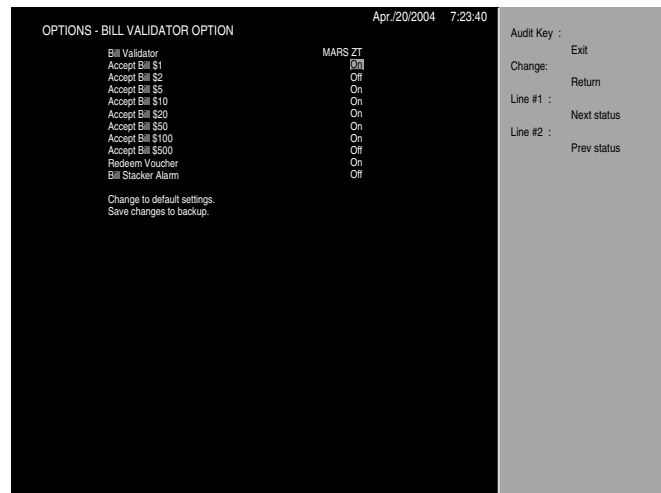 Apr./20/2004 7:23:40
OPTIONS - BILL VALIDATOR OPTION
Bill Validator MARS ZT
Accept Bill $1 On
Accept Bill $2 Off
Accept Bill $5 On
Accept Bill $10 On
Accept Bill $20 On
Accept Bill $50 On
Accept Bill $100 On
Accept Bill $500 Off
Redeem Voucher On
Bill Stacker Alarm Off
Change to default settings.
Save changes to backup.
Audit Key :
Exit
Change:
Return
Line #1 :
Next status
Line #2 :
Prev status